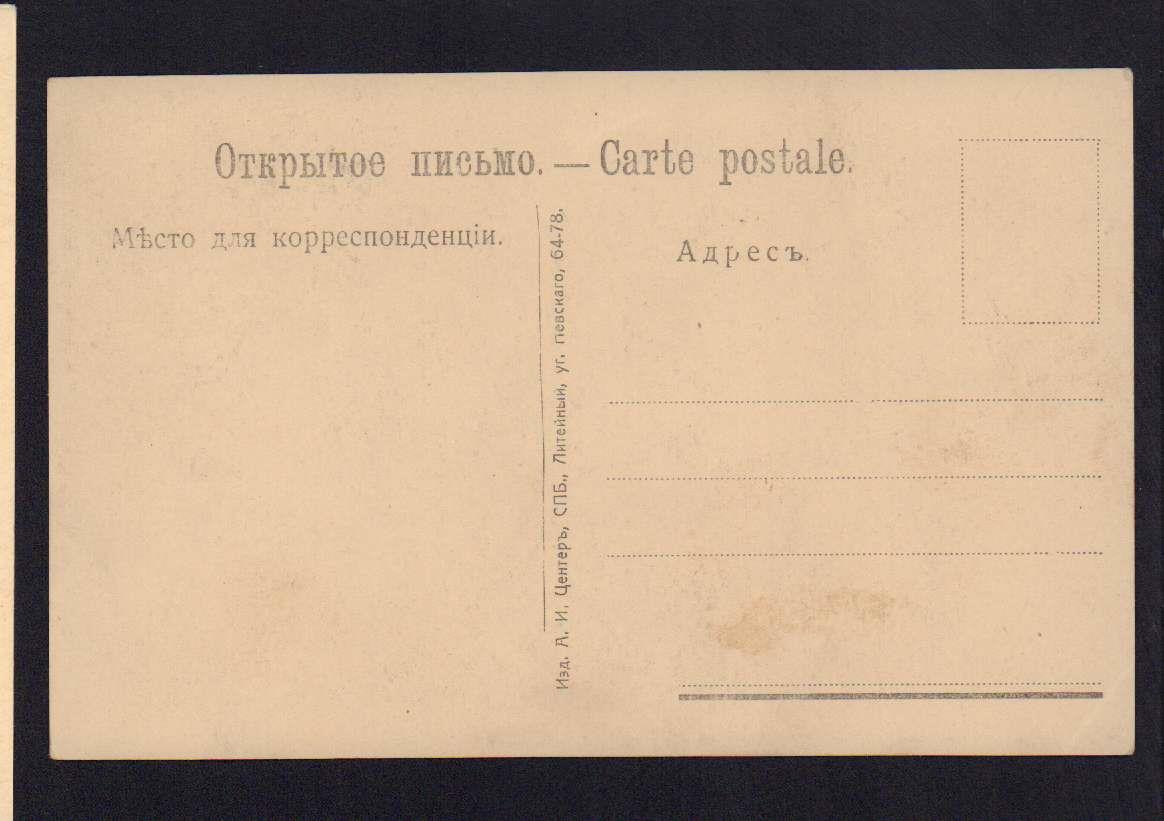 Открытое письмо. — Carte postale.
Мѣсто для корреспонденціи.
Адресъ.
Изд. А. И. Центеръ, СПБ., Литейный, уг. Невскаго, 64-78.